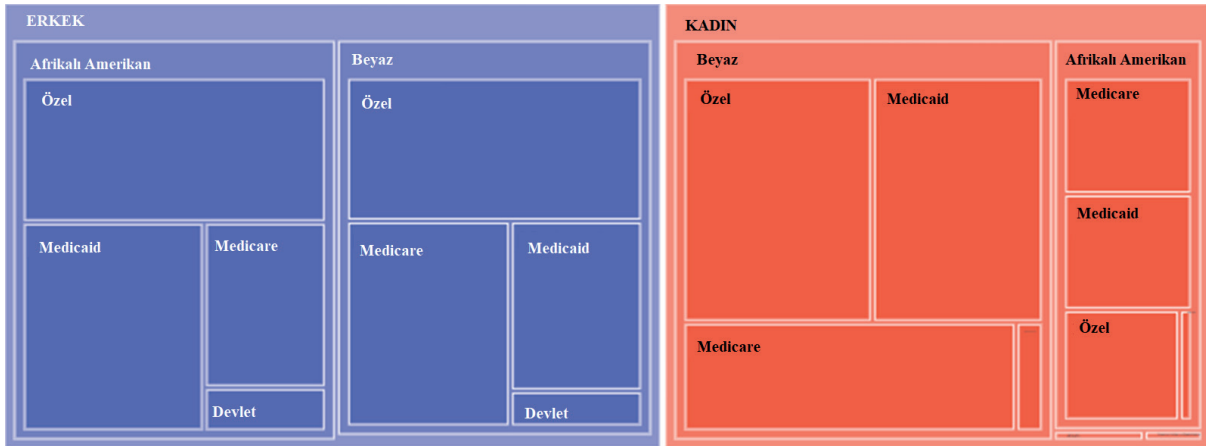 ERKEK
Afrikalı Amerikan
Özel
Medicaid
Medicare
Devlet
Beyaz
Özel
Medicare
Medicaid
Devlet
KADIN
Beyaz
Özel
Medicaid
Medicare
Afrikalı Amerikan
Medicare
Medicaid
Özel